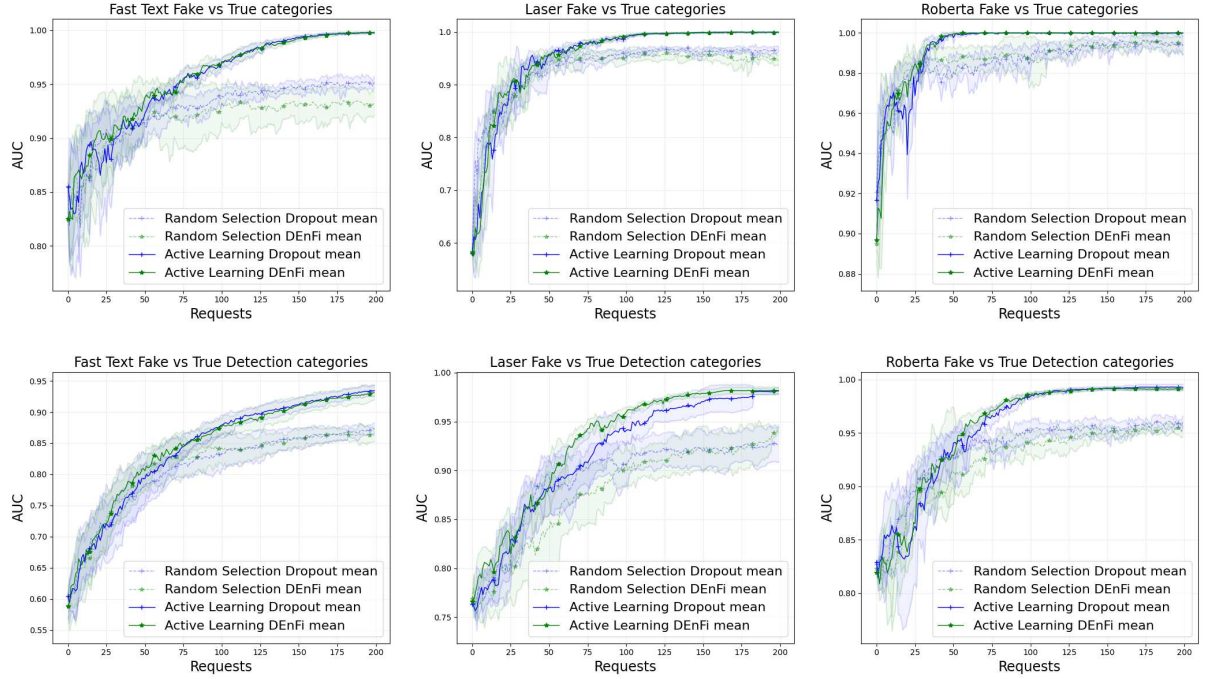 Fast Text Fake vs True categories
1.00
0.95
0.90
0.85
0.80
AUC
0 25 50 75 100 125 150 175 200
Requests
Random Selection Dropout mean
Random Selection DEnFi mean
Active Learning Dropout mean
Active Learning DEnFi mean
Laser Fake vs True categories
1.0
0.9
0.8
0.7
0.6
AUC
0 25 50 75 100 125 150 175 200
Requests
Random Selection Dropout mean
Random Selection DEnFi mean
Active Learning Dropout mean
Active Learning DEnFi mean
Roberta Fake vs True categories
1.00
0.98
0.96
0.94
0.92
0.90
0.88
AUC
0 25 50 75 100 125 150 175 200
Requests
Random Selection Dropout mean
Random Selection DEnFi mean
Active Learning Dropout mean
Active Learning DEnFi mean
Fast Text Fake vs True Detection categories
0.95
0.90
0.85
0.80
0.75
0.70
0.65
0.60
0.55
AUC
0 25 50 75 100 125 150 175 200
Requests
Random Selection Dropout mean
Random Selection DEnFi mean
Active Learning Dropout mean
Active Learning DEnFi mean
Laser Fake vs True Detection categories
1.00
0.95
0.90
0.85
0.80
0.75
AUC
0 25 50 75 100 125 150 175 200
Requests
Random Selection Dropout mean
Random Selection DEnFi mean
Active Learning Dropout mean
Active Learning DEnFi mean
Roberta Fake vs True Detection categories
1.00
0.95
0.90
0.85
0.80
AUC
0 25 50 75 100 125 150 175 200
Requests
Random Selection Dropout mean
Random Selection DEnFi mean
Active Learning Dropout mean
Active Learning DEnFi mean